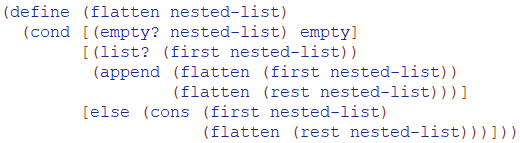 (define (flatten nested-list)
  (cond [(empty? nested-list) empty]
        [(list? (first nested-list))
         (append (flatten (first nested-list))
                 (flatten (rest nested-list)))]
        [else (cons (first nested-list)
                    (flatten (rest nested-list)))]))